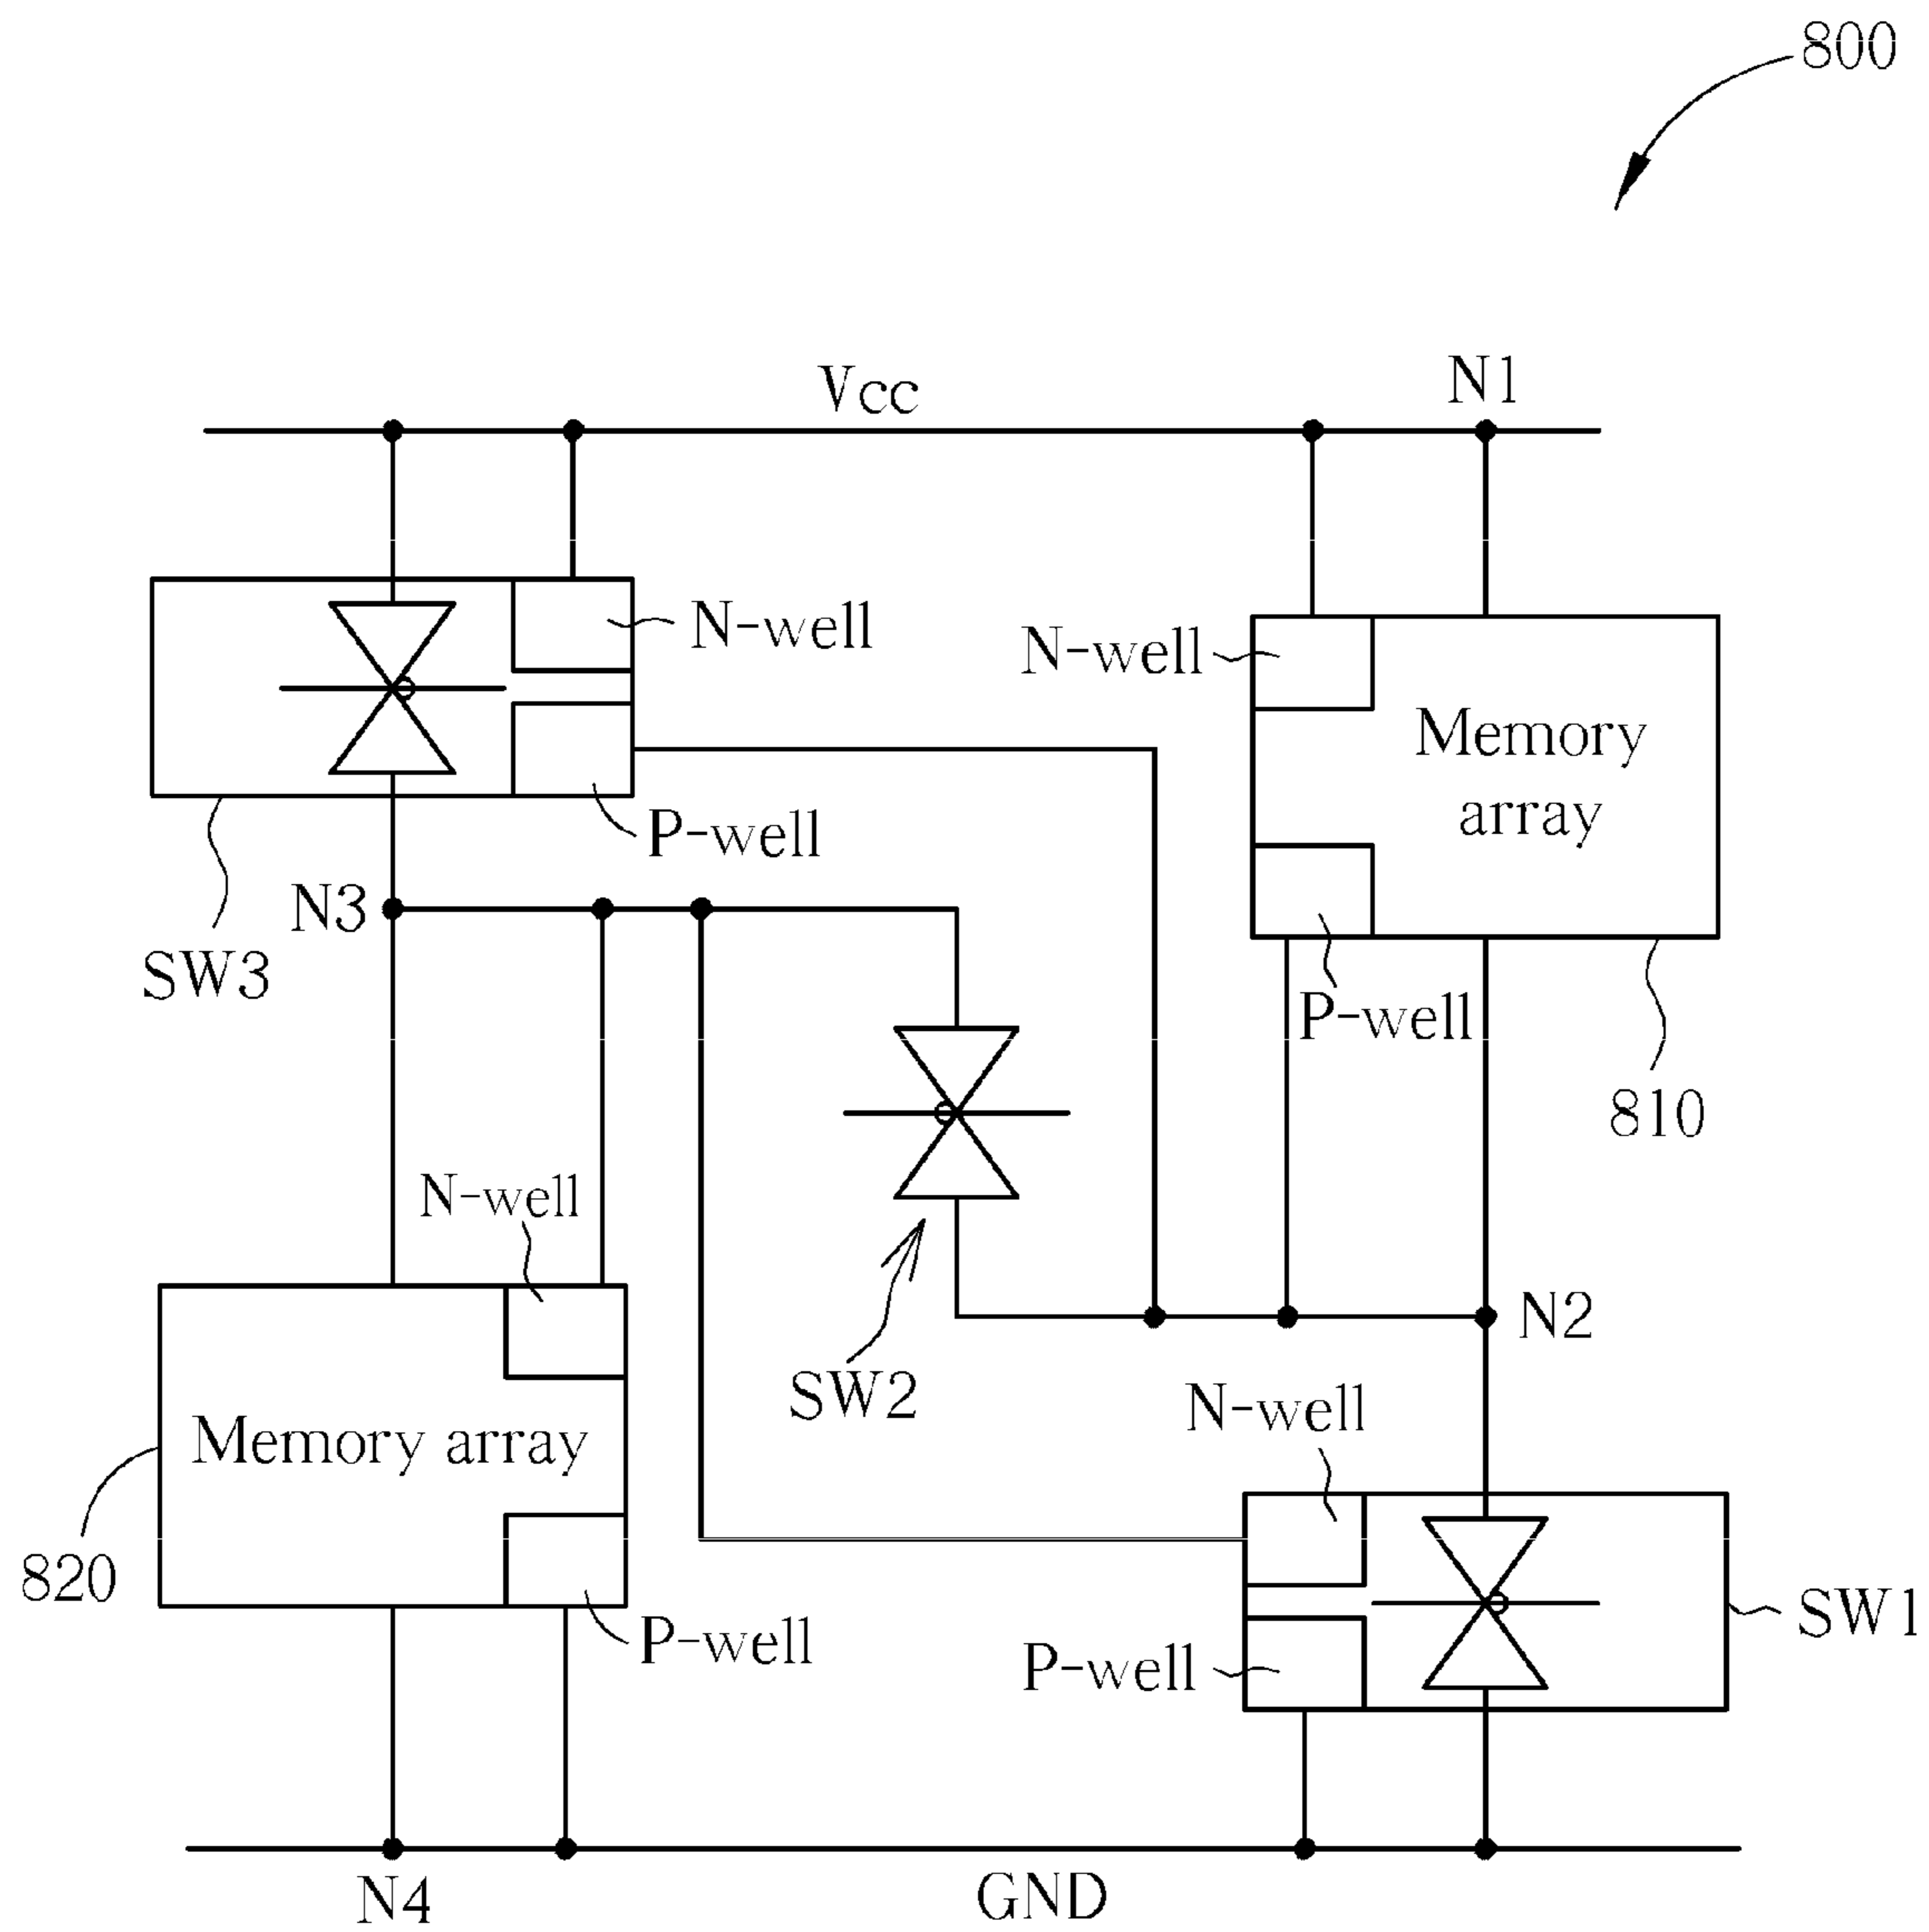 800
Vcc
N1
N-well
N-well
Memory
array
P-well
N3
SW3
P-well
810
N-well
N2
SW2
N-well
Memory array
820
SW1
P-well
P-well
N4
GND